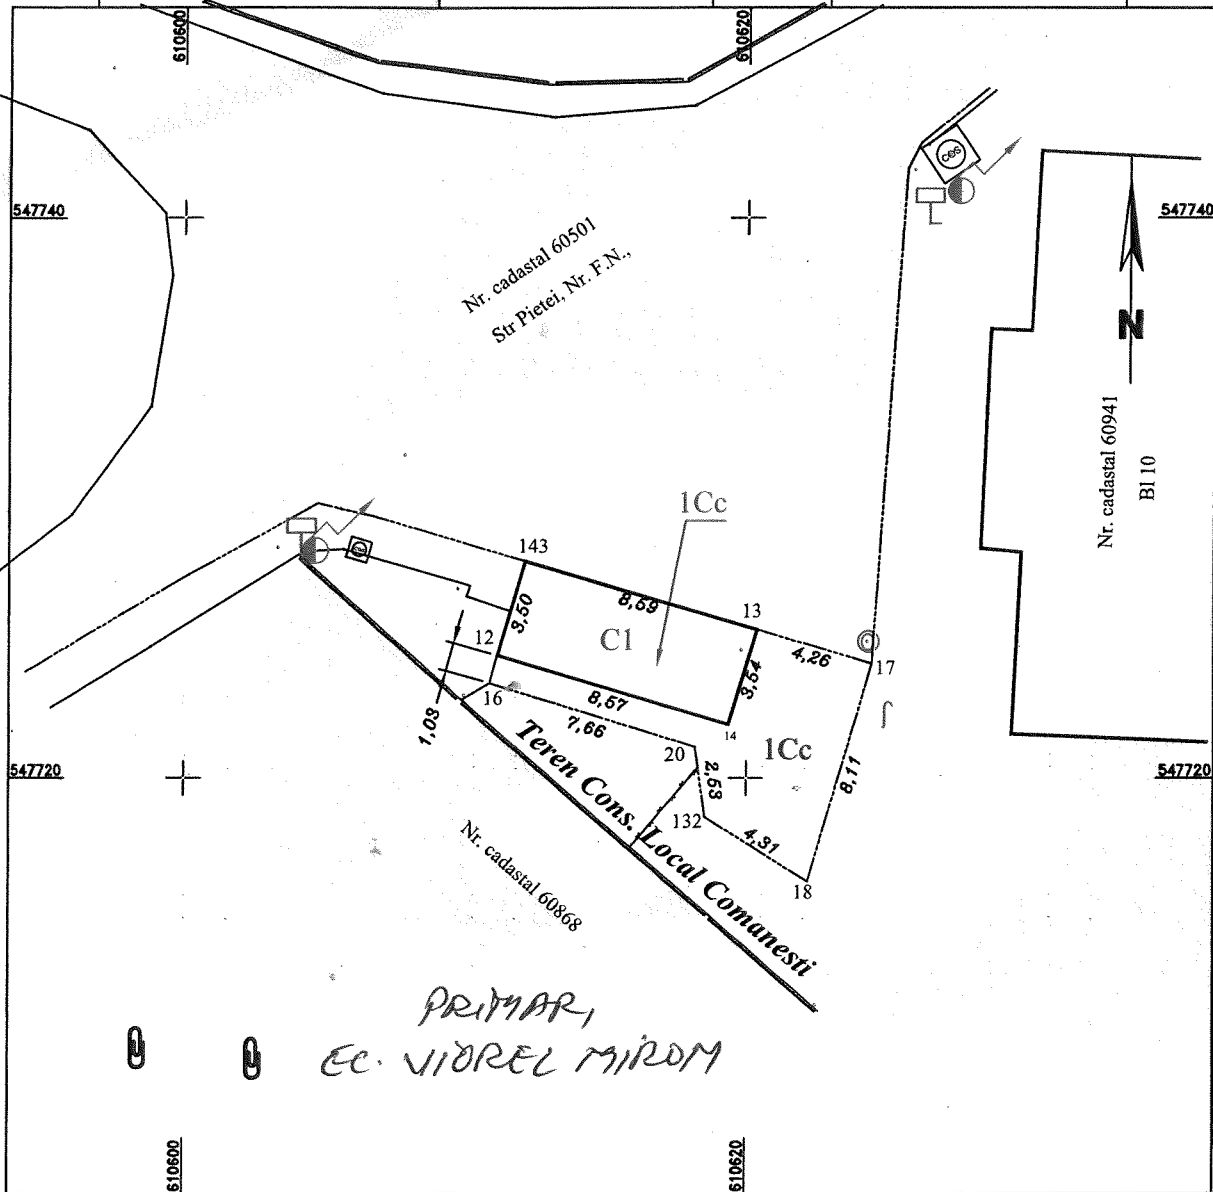 610600
610620
547740
547740
Nr. cadastal 60501
Str Pietei, Nr. F.N.,
N
Nr. cadastal 60941
Bl 10
1Cc
143
8,59
13
3,50
C1
12
4,26
17
3,54
8,57
16
7,66
14
1,03
20
1Cc
547720
547720
2,53
8,11
132
4,31
18
Teren Cons. Local Comanesti
Nr. cadastal 60868
PRIMAR,
EC. VIOREL MIRON
610600
610620